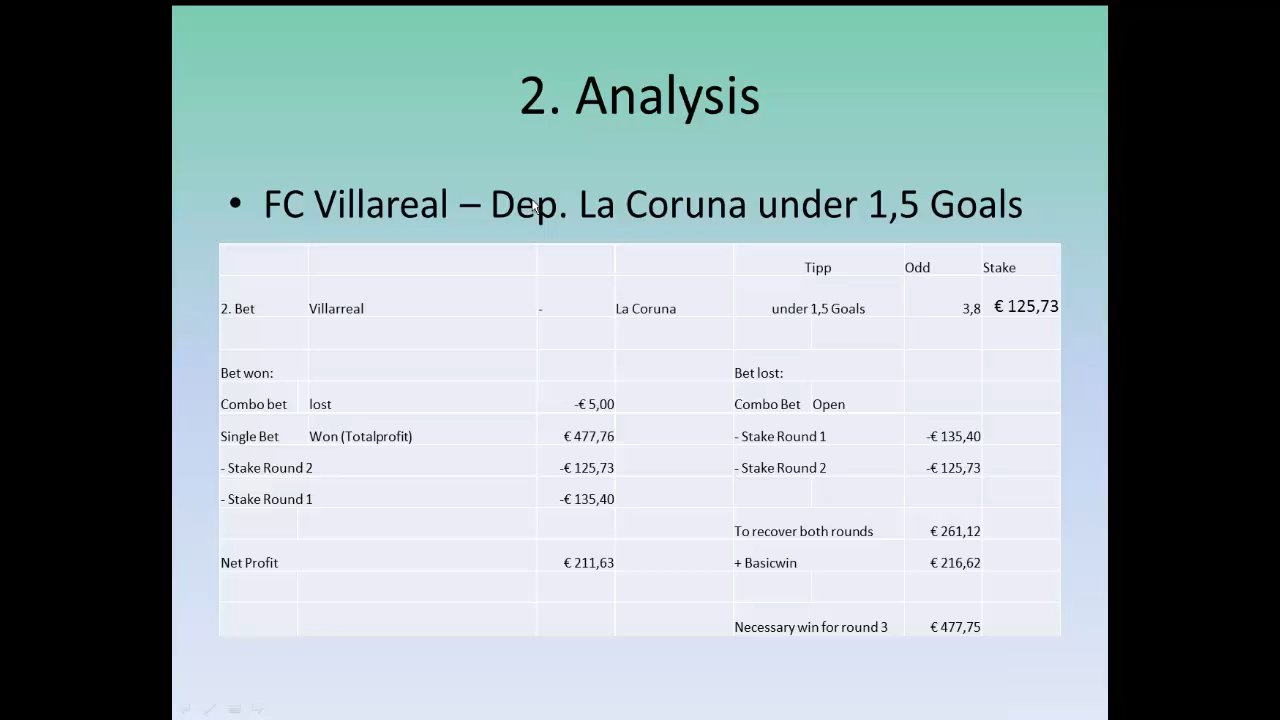 2. Analysis
• FC Villareal – Dep. La Coruna under 1,5 Goals
Tipp Odd Stake
2. Bet Villarreal - La Coruna under 1,5 Goals 3,8 € 125,73
Bet won: Bet lost:
Combo bet lost -€ 5,00 Combo Bet Open
Single Bet Won (Totalprofit) € 477,76 - Stake Round 1 -€ 135,40
- Stake Round 2 -€ 125,73 - Stake Round 2 -€ 125,73
- Stake Round 1 -€ 135,40
To recover both rounds € 261,12
Net Profit € 211,63 + Basicwin € 216,62
Necessary win for round 3 € 477,75